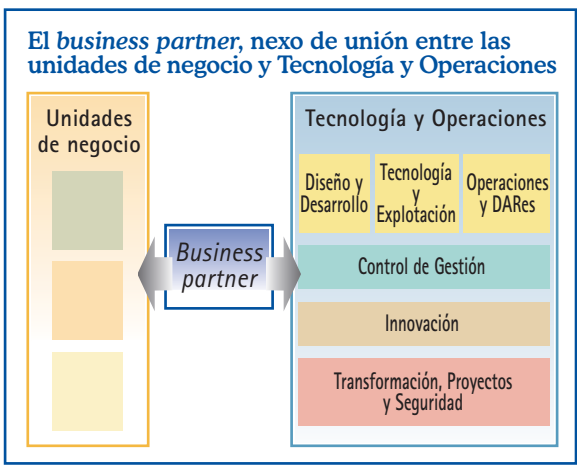 El business partner, nexo de unión entre las
unidades de negocio y Tecnología y Operaciones
Unidades
de negocio
Business
partner
Tecnología y Operaciones
Diseño y
Desarrollo
Tecnología
y
Explotación
Operaciones
y DARes
Control de Gestión
Innovación
Transformación, Proyectos
y Seguridad